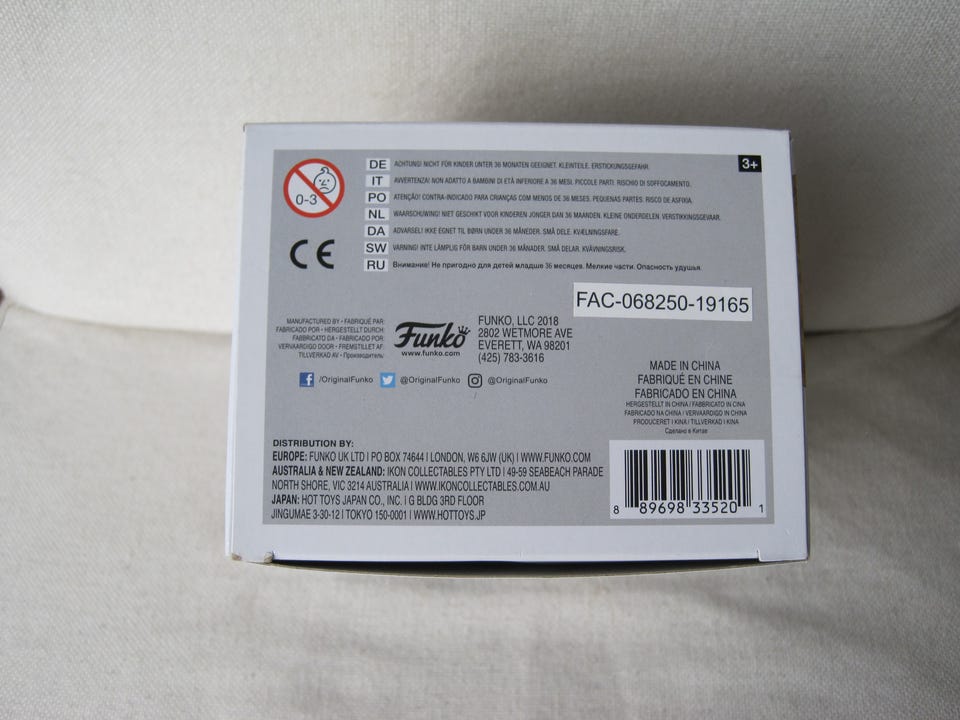 0-3
3+
DE ACHTUNG! NICHT FÜR KINDER UNTER 36 MONATEN GEEIGNET. KLEINTEILE. ERSTICKUNGSGEFAHR.
IT AVVERTENZA! NON ADATTO A BAMBINI DI ETÀ INFERIORE A 36 MESI. PICCOLE PARTI. RISCHIO DI SOFFOCAMENTO.
PO ATENÇÃO! CONTRA-INDICADO PARA CRIANÇAS COM MENOS DE 36 MESES. PEQUENAS PARTES. RISCO DE ASFIXIA.
NL WAARSCHUWING! NIET GESCHIKT VOOR KINDEREN JONGER DAN 36 MAANDEN. KLEINE ONDERDELEN. VERSTIKKINGSGEVAAR.
DA ADVARSEL! IKKE EGNET TIL BØRN UNDER 36 MÅNEDER. SMÅ DELE. KVÆLNINGSFARE.
SW VARNING! INTE LÄMPLIG FÖR BARN UNDER 36 MÅNADER. SMÅ DELAR. KVÄVNINGSRISK.
RU Внимание! Не пригодно для детей младше 36 месяцев. Мелкие части. Опасность удушья.
CE
FAC-068250-19165
MANUFACTURED BY • FABRIQUÉ PAR:
FABRICADO POR • HERGESTELLT DURCH:
FABBRICATO DA • FABRICADO POR:
VERVAARDIGD DOOR • FREMSTILLET AF:
TILLVERKAD AV • Производитель:
Funko
www.funko.com
FUNKO, LLC 2018
2802 WETMORE AVE
EVERETT, WA 98201
(425) 783-3616
/OriginalFunko @OriginalFunko @OriginalFunko
MADE IN CHINA
FABRIQUÉ EN CHINE
FABRICADO EN CHINA
HERGESTELLT IN CHINA / FABBRICATO IN CINA
FABRICADO NA CHINA / VERVAARDIGD IN CHINA
PRODUCERET I KINA / TILLVERKAD I KINA
Сделано в Китае
DISTRIBUTION BY:
EUROPE: FUNKO UK LTD | PO BOX 74644 | LONDON, W6 6JW (UK) | WWW.FUNKO.COM
AUSTRALIA & NEW ZEALAND: IKON COLLECTABLES PTY LTD | 49-59 SEABEACH PARADE
NORTH SHORE, VIC 3214 AUSTRALIA | WWW.IKONCOLLECTABLES.COM.AU
JAPAN: HOT TOYS JAPAN CO., INC. | G BLDG 3RD FLOOR
JINGUMAE 3-30-12 | TOKYO 150-0001 | WWW.HOTTOYS.JP
8 89698 33520 1